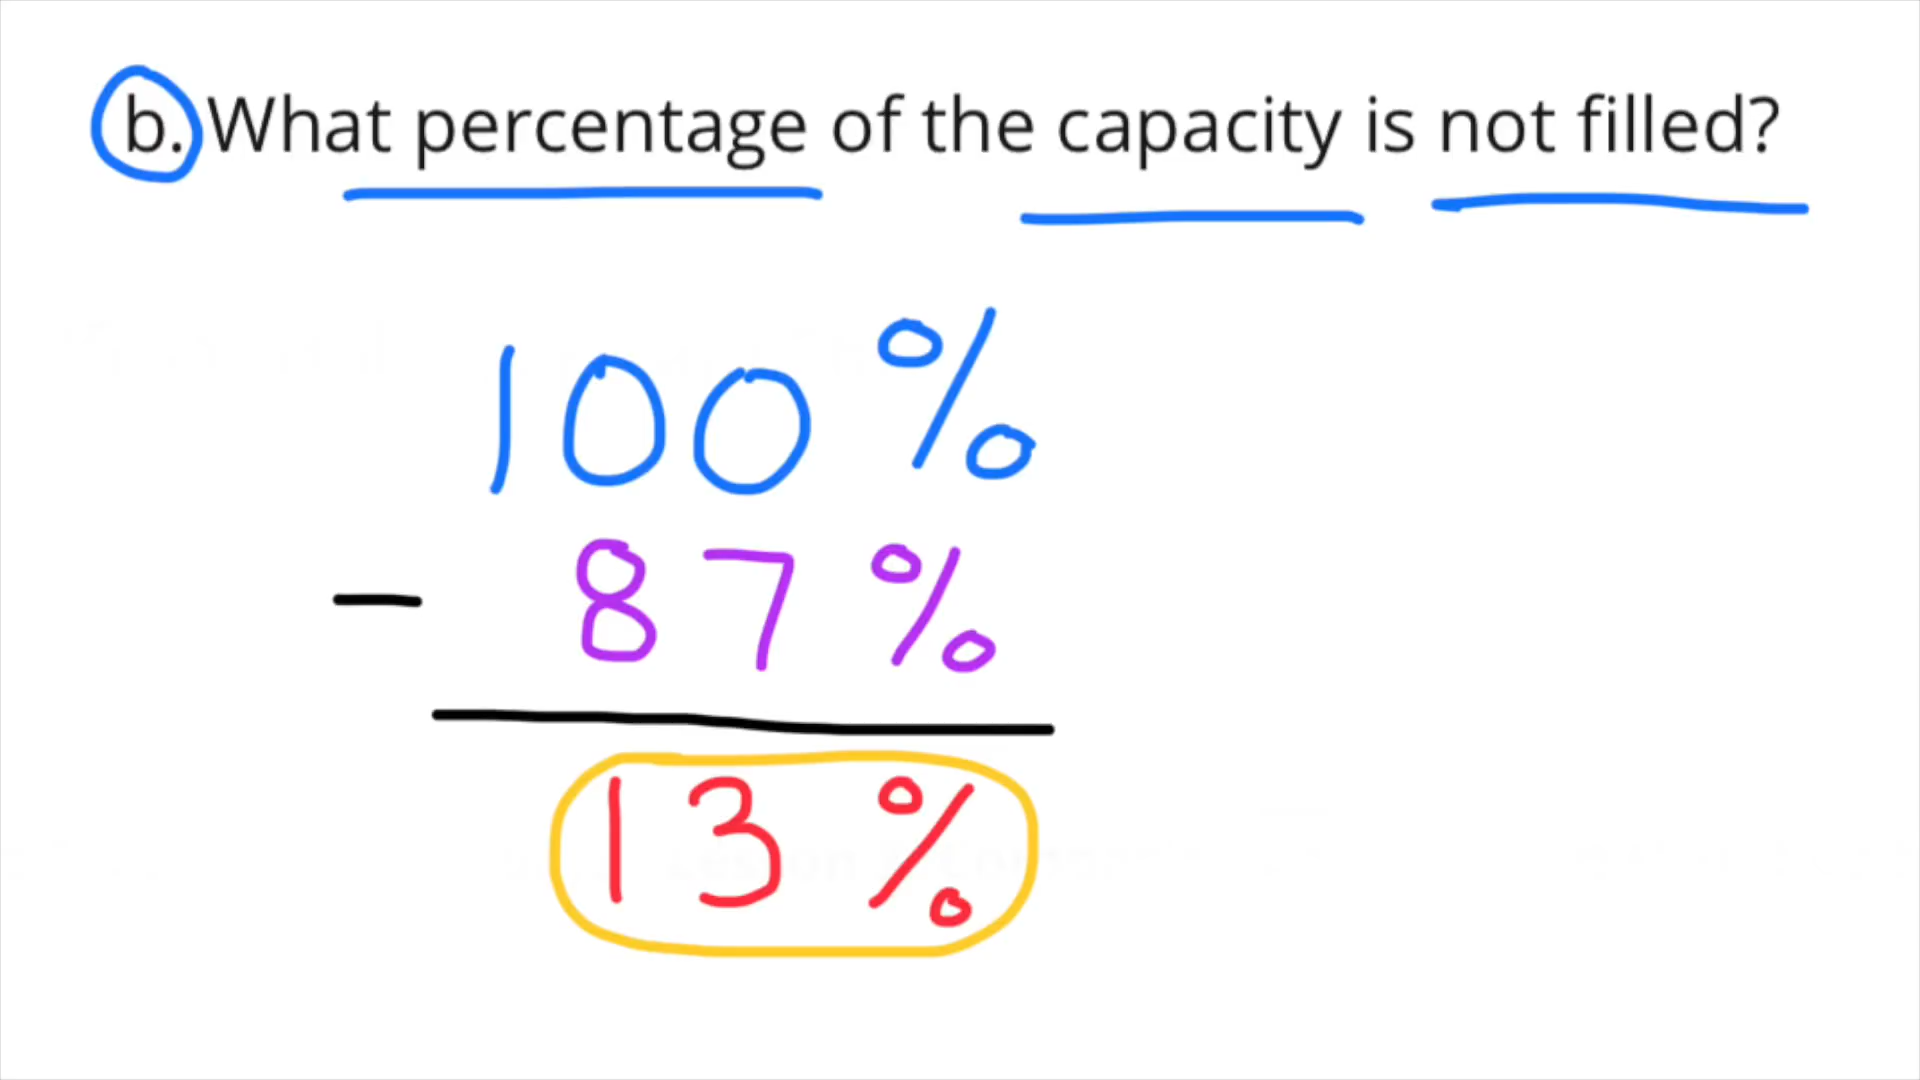 b. What percentage of the capacity is not filled?
100%
- 87%
13%